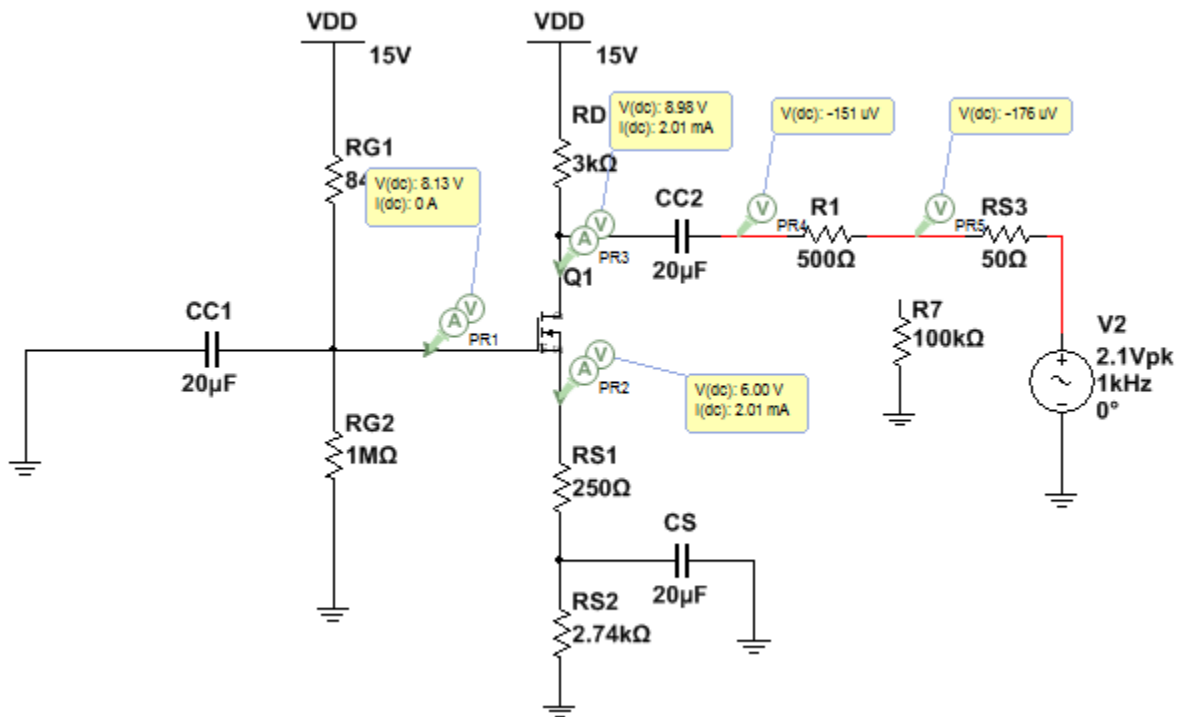 VDD
15V
VDD
15V
RG1
V(dc): 8.13 V
I(dc): 0 A
RD
3kΩ
V(dc): 8.98 V
I(dc): 2.01 mA
V(dc): -151 uV
V(dc): -176 uV
CC2
20µF
PR3
PR4
R1
500Ω
PR5
RS3
50Ω
Q1
CC1
20µF
PR1
R7
100kΩ
V2
2.1Vpk
1kHz
0°
PR2
V(dc): 6.00 V
I(dc): 2.01 mA
RG2
1MΩ
RS1
250Ω
CS
20µF
RS2
2.74kΩ